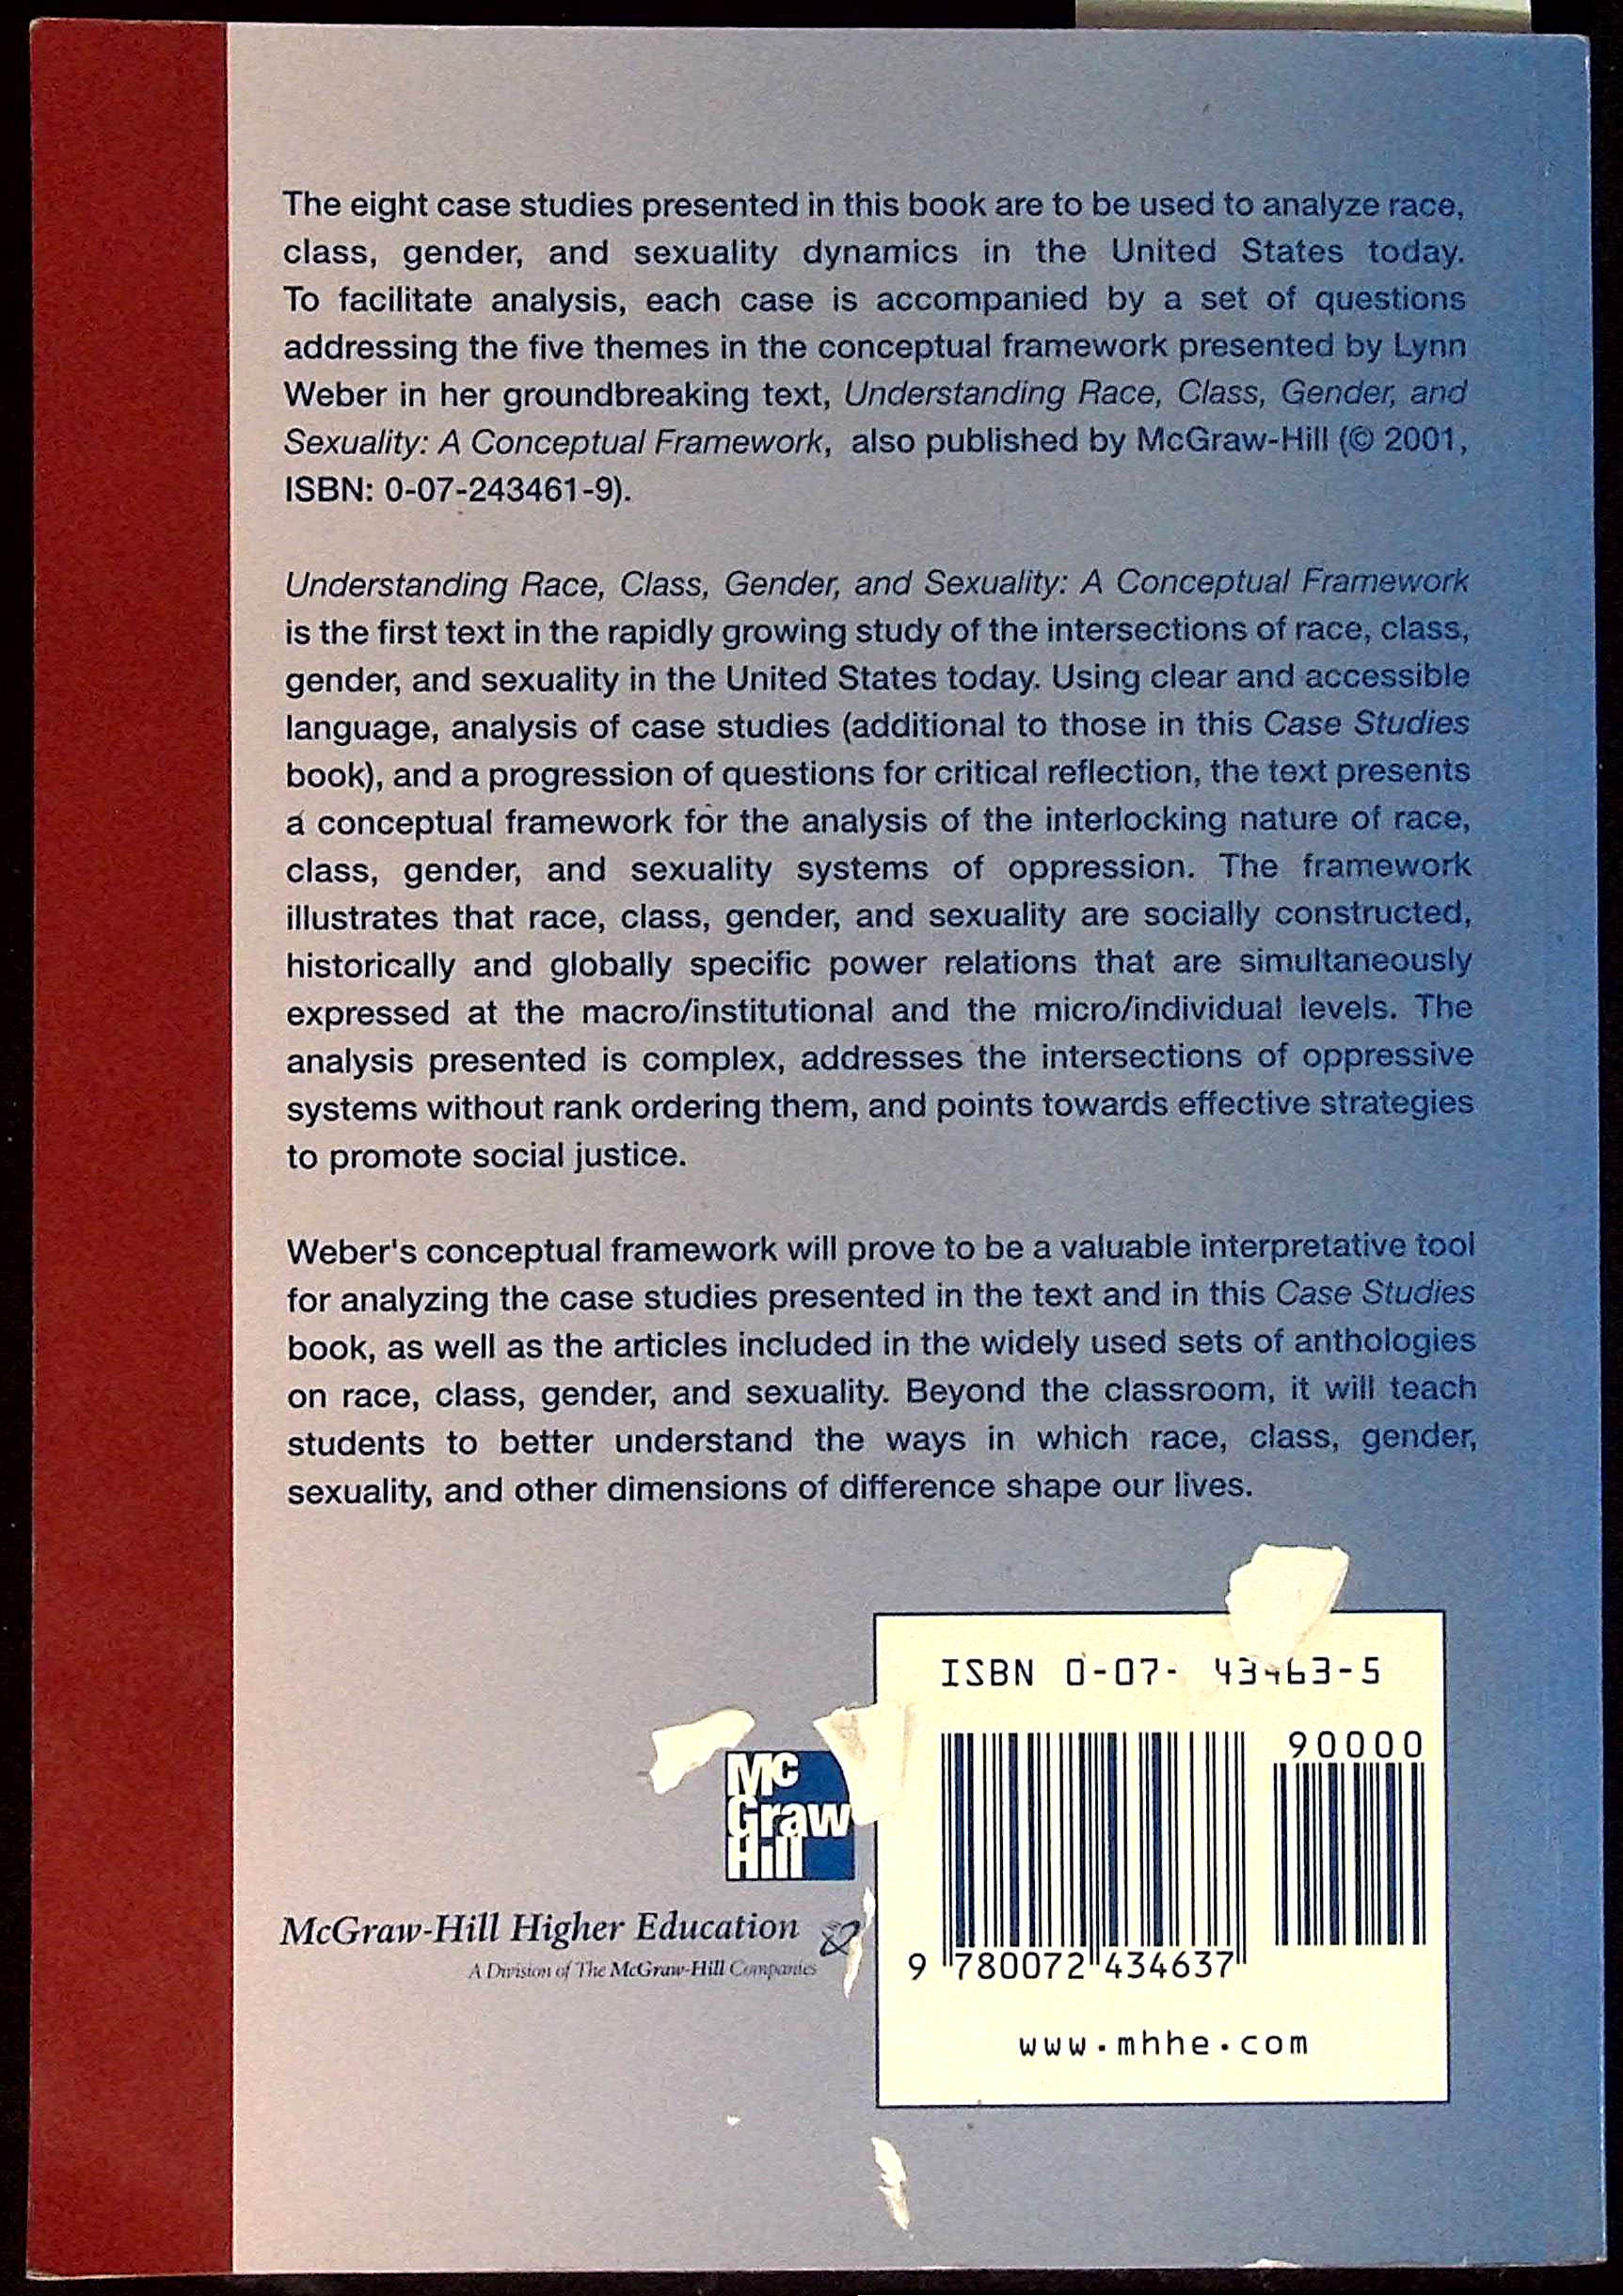 The eight case studies presented in this book are to be used to analyze race,
class, gender, and sexuality dynamics in the United States today.
To facilitate analysis, each case is accompanied by a set of questions
addressing the five themes in the conceptual framework presented by Lynn
Weber in her groundbreaking text, Understanding Race, Class, Gender, and
Sexuality: A Conceptual Framework, also published by McGraw-Hill (© 2001,
ISBN: 0-07-243461-9).
Understanding Race, Class, Gender, and Sexuality: A Conceptual Framework
is the first text in the rapidly growing study of the intersections of race, class,
gender, and sexuality in the United States today. Using clear and accessible
language, analysis of case studies (additional to those in this Case Studies
book), and a progression of questions for critical reflection, the text presents
a conceptual framework for the analysis of the interlocking nature of race,
class, gender, and sexuality systems of oppression. The framework
illustrates that race, class, gender, and sexuality are socially constructed,
historically and globally specific power relations that are simultaneously
expressed at the macro/institutional and the micro/individual levels. The
analysis presented is complex, addresses the intersections of oppressive
systems without rank ordering them, and points towards effective strategies
to promote social justice.
Weber's conceptual framework will prove to be a valuable interpretative tool
for analyzing the case studies presented in the text and in this Case Studies
book, as well as the articles included in the widely used sets of anthologies
on race, class, gender, and sexuality. Beyond the classroom, it will teach
students to better understand the ways in which race, class, gender,
sexuality, and other dimensions of difference shape our lives.
ISBN 0-07- 43463-5
90000
Mc
Graw
Hill
McGraw-Hill Higher Education
A Division of The McGraw-Hill Companies
9 780072 434637
www.mhhe.com